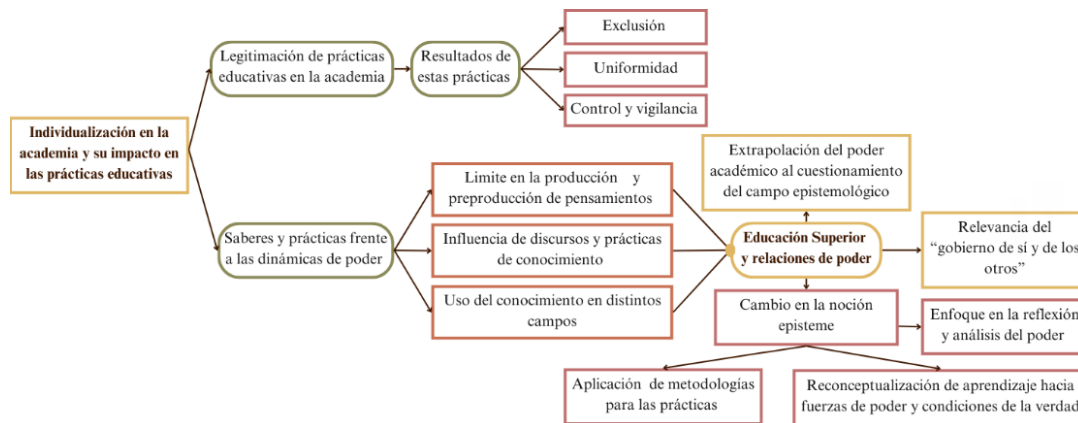 Individualización en la
academia y su impacto en
las prácticas educativas
Legitimación de prácticas
educativas en la academia
Resultados de
estas prácticas
Exclusión
Uniformidad
Control y vigilancia
Saberes y prácticas frente
a las dinámicas de poder
Limite en la producción y
preproducción de pensamientos
Influencia de discursos y prácticas
de conocimiento
Uso del conocimiento en distintos
campos
Educación Superior
y relaciones de poder
Extrapolación del poder
académico al cuestionamiento
del campo epistemológico
Relevancia del
“gobierno de sí y de los
otros”
Cambio en la noción
episteme
Enfoque en la reflexión
y análisis del poder
Aplicación de metodologías
para las prácticas
Reconceptualización de aprendizaje hacia
fuerzas de poder y condiciones de la verdad